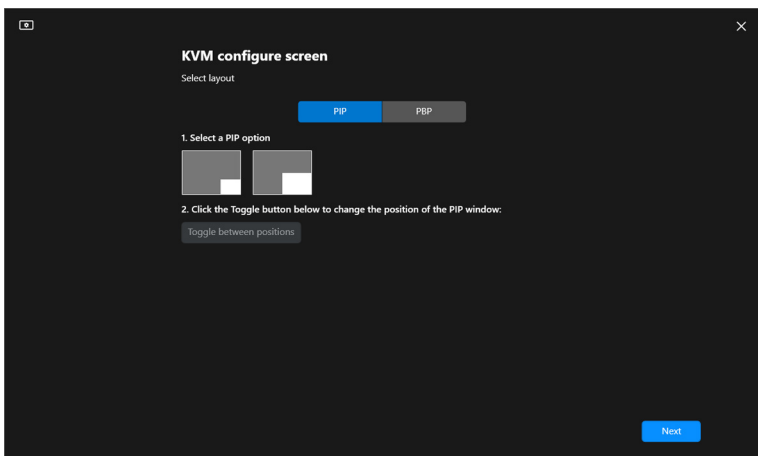 KVM configure screen
Select layout
PIP PBP
1. Select a PIP option
2. Click the Toggle button below to change the position of the PIP window:
Toggle between positions
Next